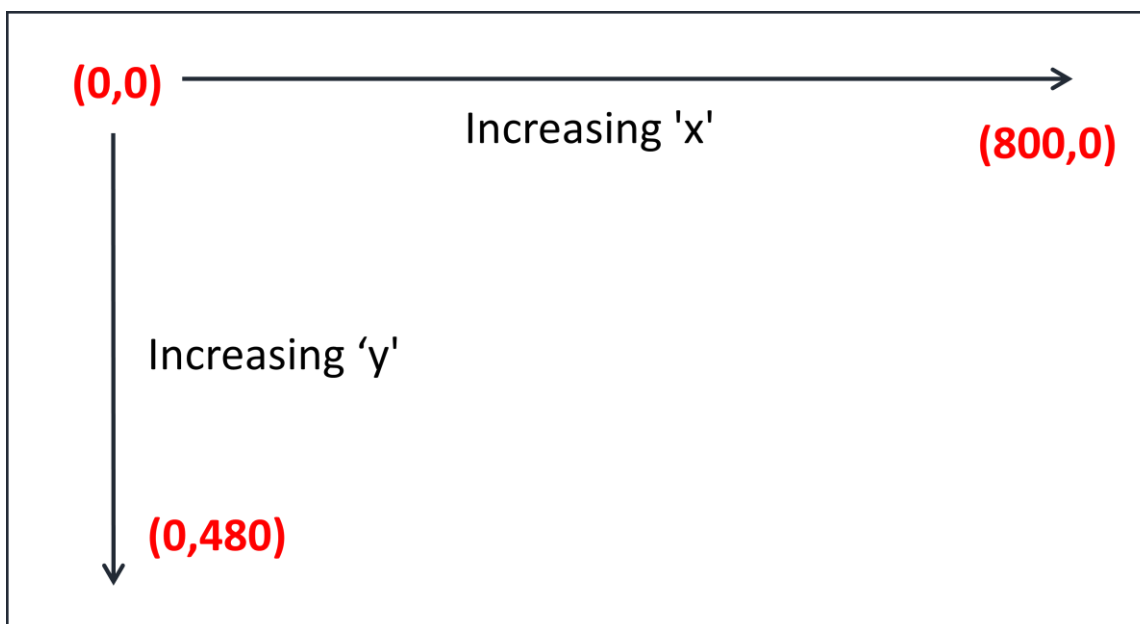 (0,0)
Increasing 'x'
(800,0)
Increasing ‘y'
(0,480)